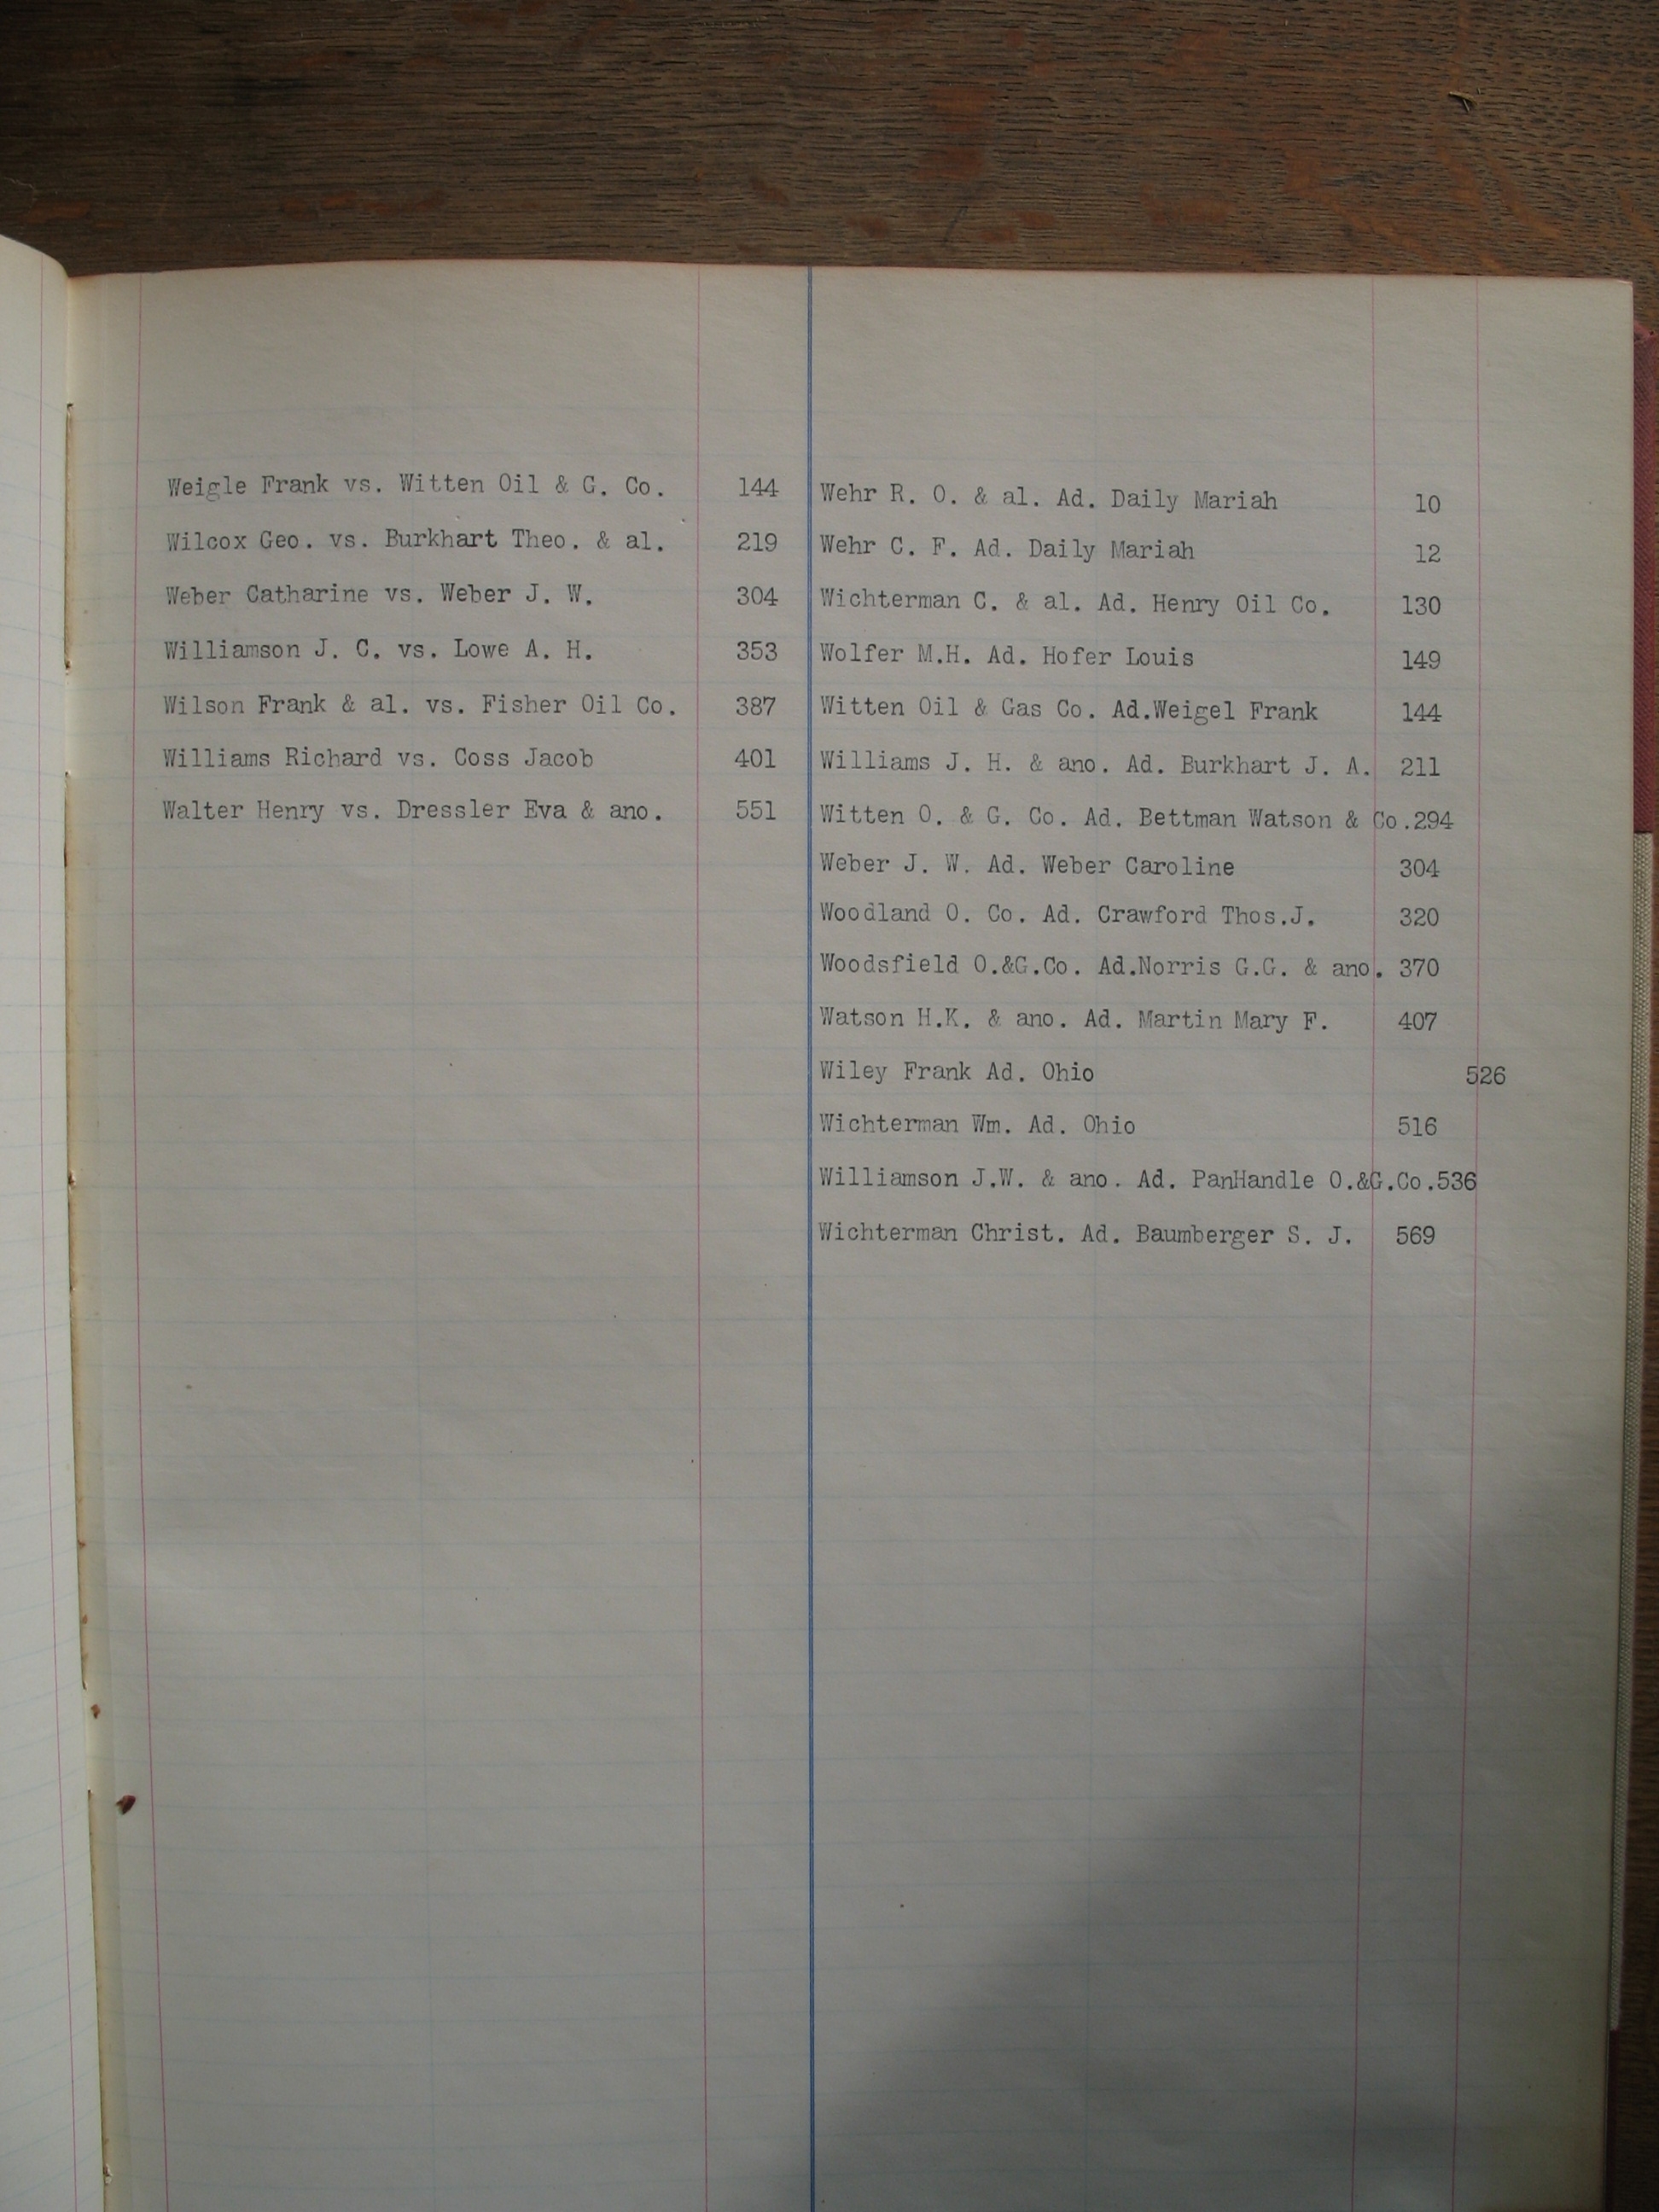 Weigle Frank vs. Witten Oil & G. Co. 144
Wilcox Geo. vs. Burkhart Theo. & al. 219
Weber Catharine vs. Weber J. W. 304
Williamson J. C. vs. Lowe A. H. 353
Wilson Frank & al. vs. Fisher Oil Co. 387
Williams Richard vs. Coss Jacob 401
Walter Henry vs. Dressler Eva & ano. 551
Wehr R. O. & al. Ad. Daily Mariah 10
Wehr C. F. Ad. Daily Mariah 12
Wichterman C. & al. Ad. Henry Oil Co. 130
Wolfer M.H. Ad. Hofer Louis 149
Witten Oil & Gas Co. Ad.Weigel Frank 144
Williams J. H. & ano. Ad. Burkhart J. A. 211
Witten O. & G. Co. Ad. Bettman Watson & Co.294
Weber J. W. Ad. Weber Caroline 304
Woodland O. Co. Ad. Crawford Thos.J. 320
Woodsfield O.&G.Co. Ad.Norris G.G. & ano. 370
Watson H.K. & ano. Ad. Martin Mary F. 407
Wiley Frank Ad. Ohio 526
Wichterman Wm. Ad. Ohio 516
Williamson J.W. & ano. Ad. PanHandle O.&G.Co.536
Wichterman Christ. Ad. Baumberger S. J. 569